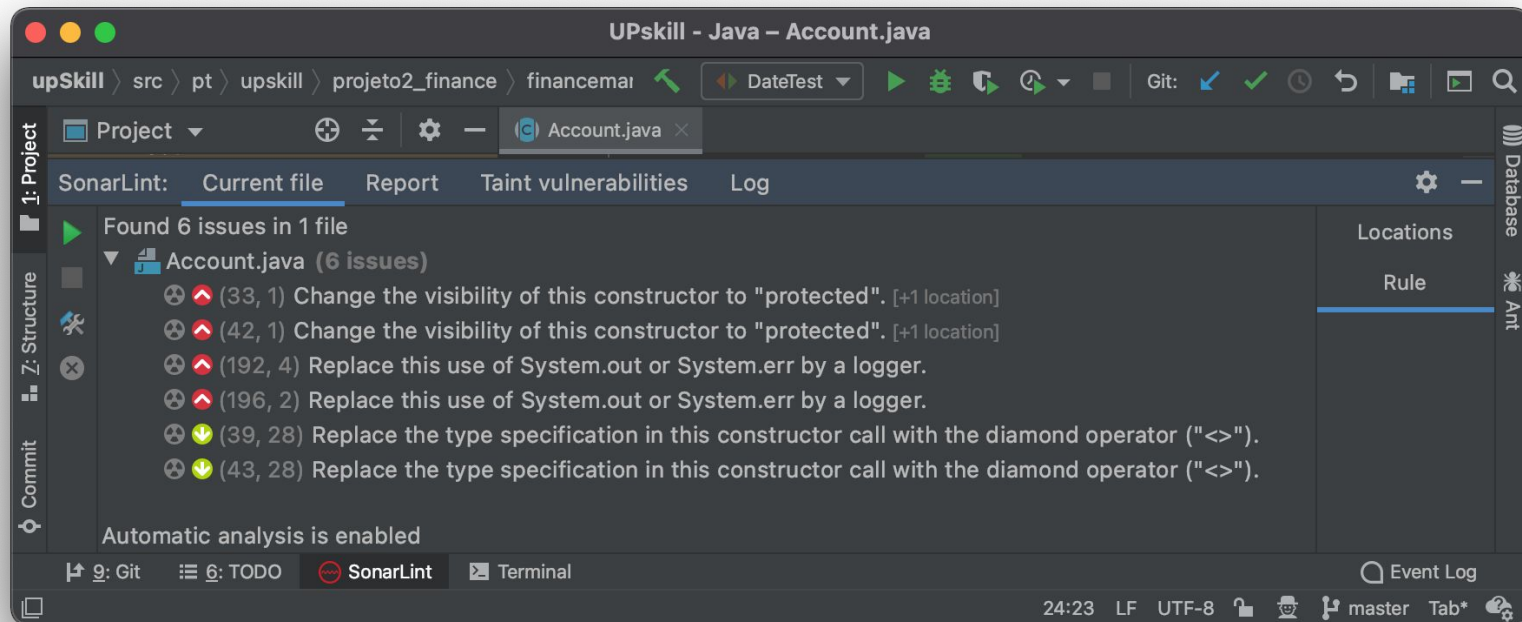 UPskill - Java – Account.java
upSkill 〉 src 〉 pt 〉 upskill 〉 projeto2_finance 〉 financemar DateTest Git:
1: Project
Project Account.java
SonarLint: Current file Report Taint vulnerabilities Log
Found 6 issues in 1 file
Account.java (6 issues)
(33, 1) Change the visibility of this constructor to "protected". [+1 location]
(42, 1) Change the visibility of this constructor to "protected". [+1 location]
(192, 4) Replace this use of System.out or System.err by a logger.
(196, 2) Replace this use of System.out or System.err by a logger.
(39, 28) Replace the type specification in this constructor call with the diamond operator ("<>").
(43, 28) Replace the type specification in this constructor call with the diamond operator ("<>").
Automatic analysis is enabled
Locations
Rule
Database
Ant
Z: Structure
Commit
9: Git 6: TODO SonarLint Terminal Event Log
24:23 LF UTF-8 master Tab*